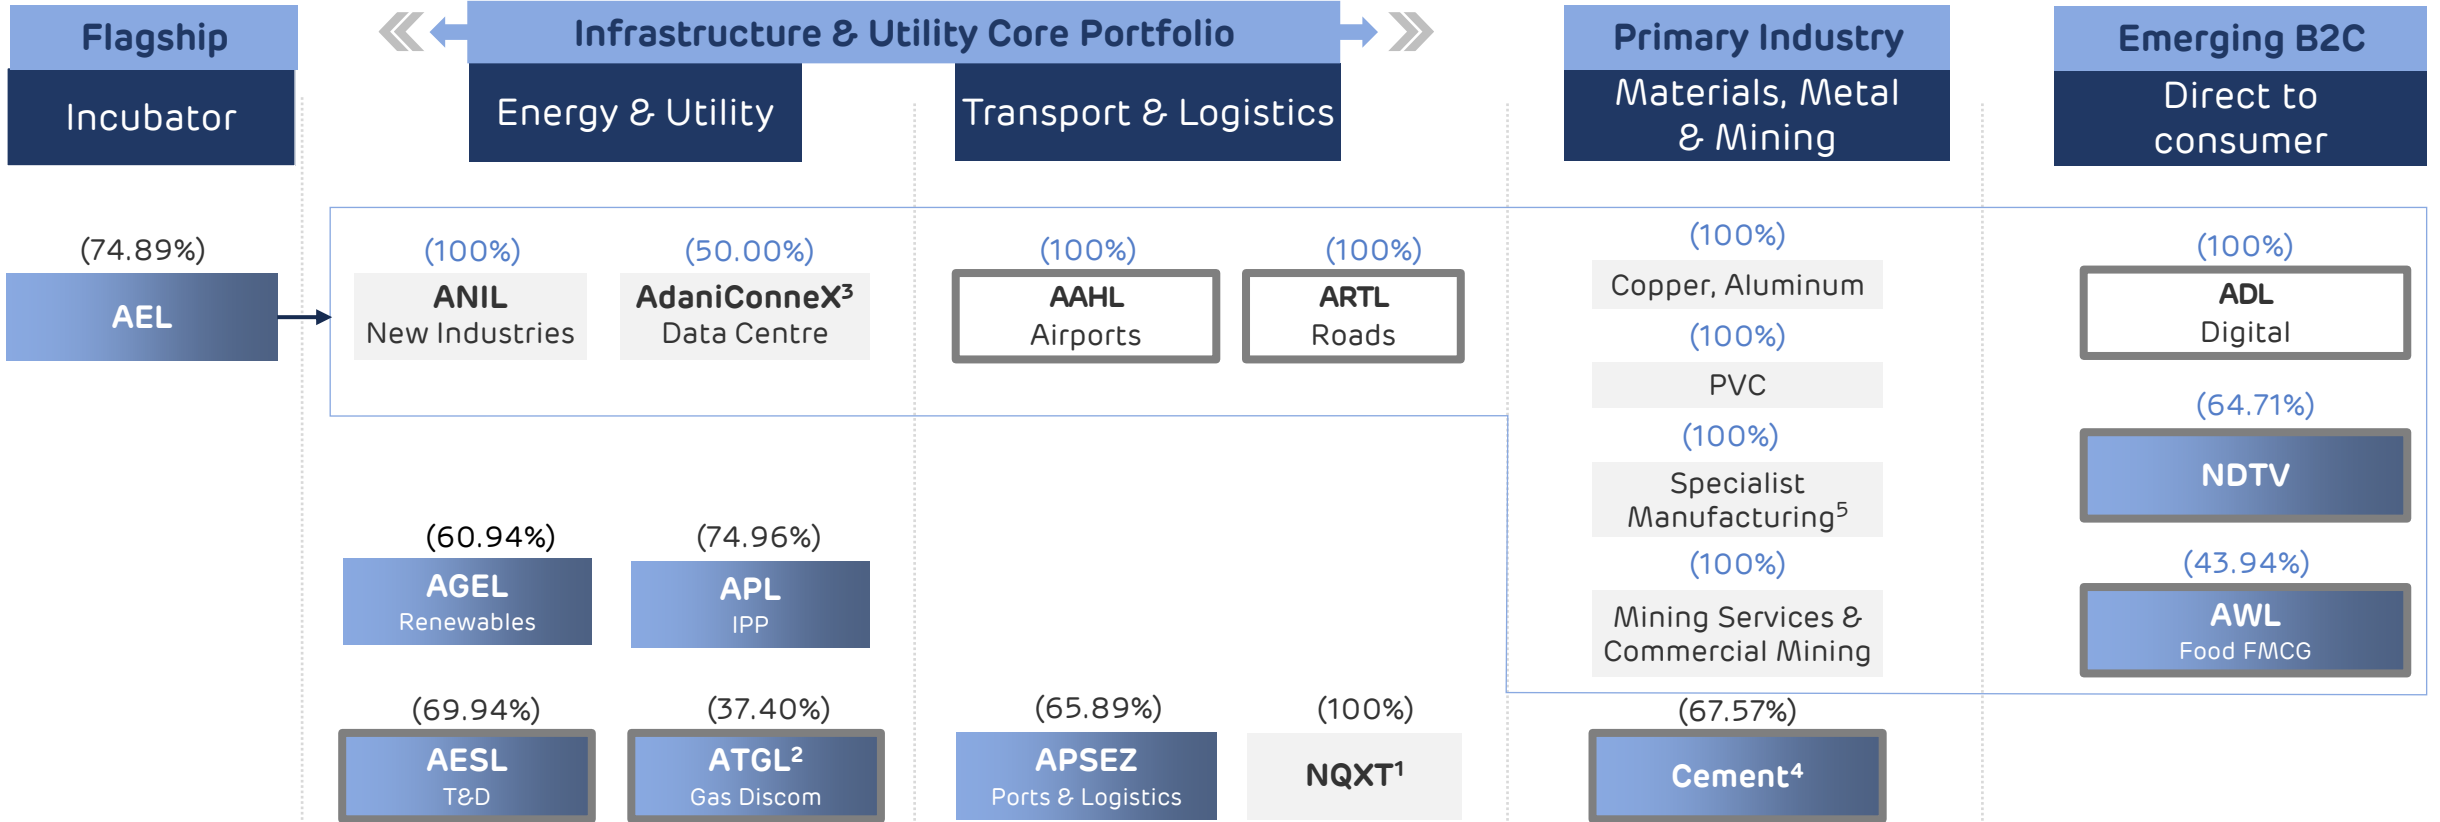 Flagship
Infrastructure & Utility Core Portfolio
Primary Industry
Emerging B2C
Incubator
Energy & Utility
Transport & Logistics
Materials, Metal
& Mining
Direct to
consumer
(74.89%)
AEL
(100%)
ANIL
New Industries
(50.00%)
AdaniConneX³
Data Centre
(100%)
AAHL
Airports
(100%)
ARTL
Roads
(100%)
Copper, Aluminum
(100%)
PVC
(100%)
Specialist
Manufacturing⁵
(100%)
Mining Services &
Commercial Mining
(100%)
ADL
Digital
(64.71%)
NDTV
(43.94%)
AWL
Food FMCG
(60.94%)
AGEL
Renewables
(74.96%)
APL
IPP
(69.94%)
AESL
T&D
(37.40%)
ATGL²
Gas Discom
(65.89%)
APSEZ
Ports & Logistics
(100%)
NQXT¹
(67.57%)
Cement⁴